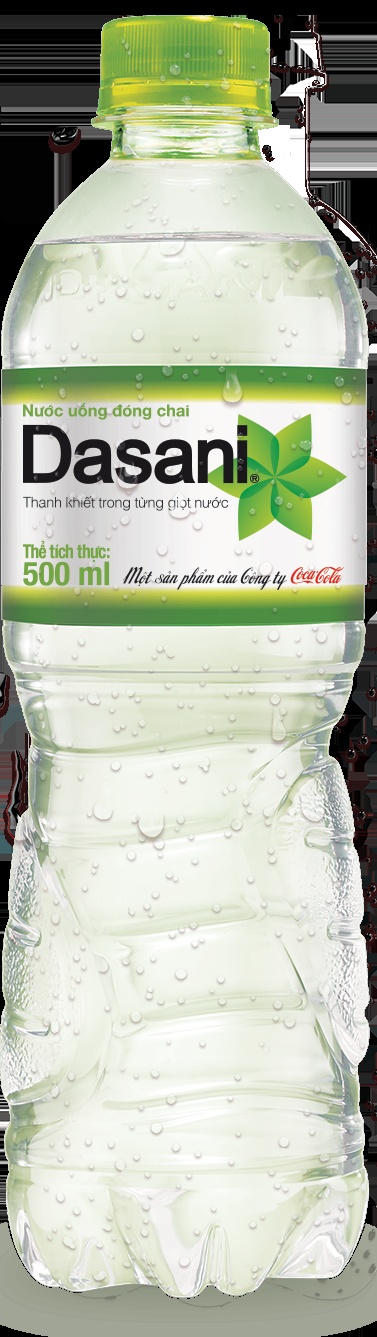 Nước uống đóng chai
Dasani®
Thanh khiết trong từng giọt nước
Thể tích thực:
500 ml
Một sản phẩm của Công ty Coca-Cola